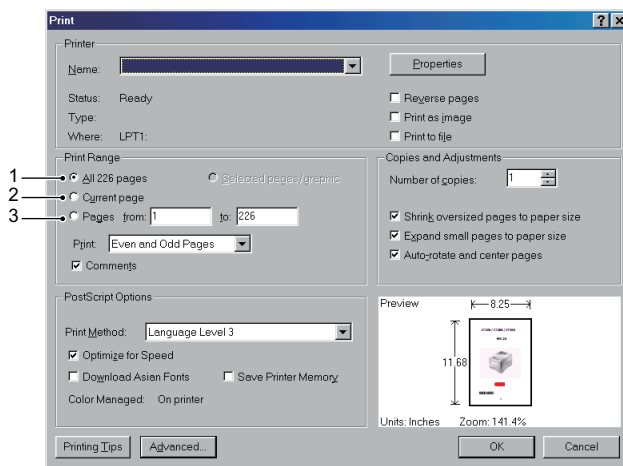 Print
Printer
Name:
Properties
Status: Ready
Reverse pages
Type:
Print as image
Where: LPT1:
Print to file
Print Range
1 All 226 pages
Selected pages/graphic
2 Current page
3 Pages from: 1 to: 226
Print: Even and Odd Pages
Comments
Copies and Adjustments
Number of copies: 1
Shrink oversized pages to paper size
Expand small pages to paper size
Auto-rotate and center pages
PostScript Options
Print Method: Language Level 3
Optimize for Speed
Download Asian Fonts
Save Printer Memory
Color Managed: On printer
Preview
8.25
11.68
Units: Inches Zoom: 141.4%
Printing Tips
Advanced...
OK
Cancel